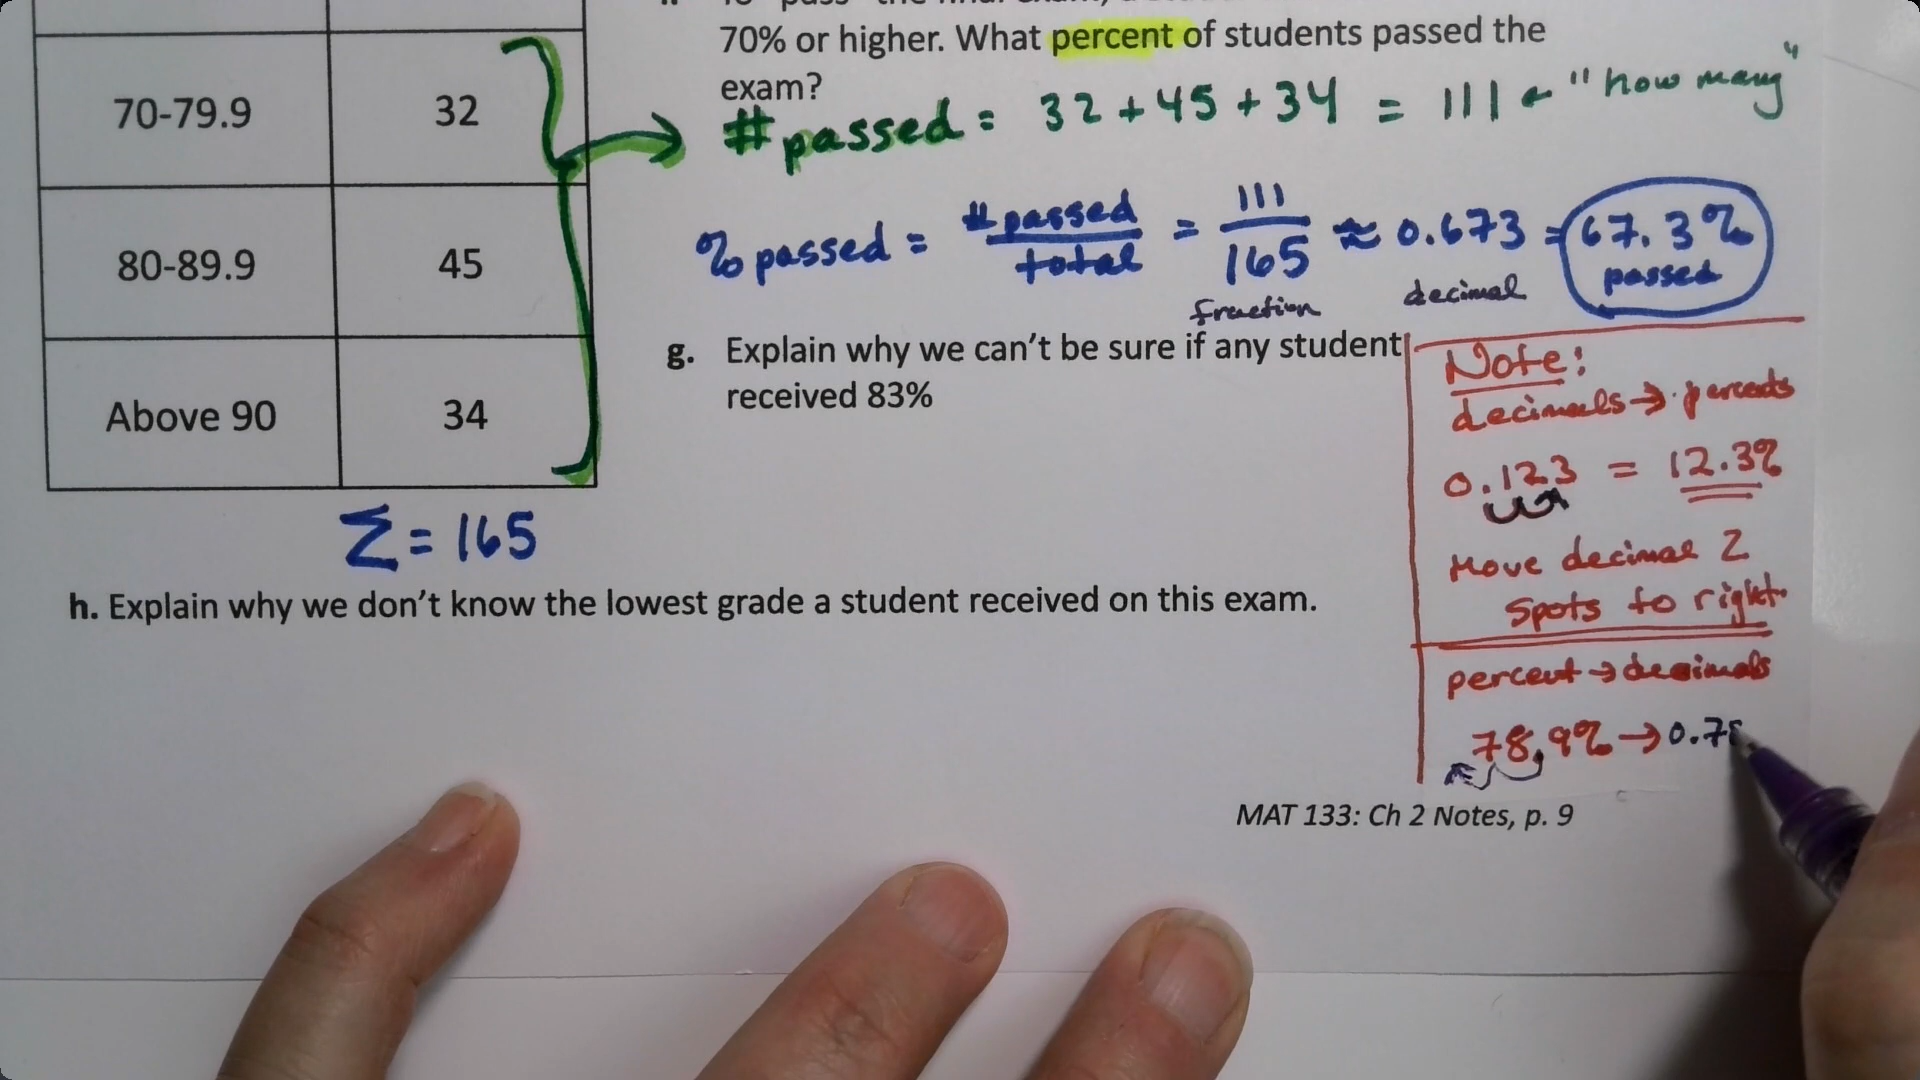 70% or higher. What percent of students passed the
exam?
#passed = 32 + 45 + 34 = 111 ← "how many"
70-79.9 32
% passed = #passed/total = 111/165 ≈ 0.673 = 67.3% passed
fraction decimal
80-89.9 45
g. Explain why we can't be sure if any student
received 83%
Above 90 34
Note:
decimals → percents
0.123 = 12.3%
Move decimal 2
spots to right.
Σ = 165
h. Explain why we don't know the lowest grade a student received on this exam.
percent → decimals
78.9% → 0.78
MAT 133: Ch 2 Notes, p. 9